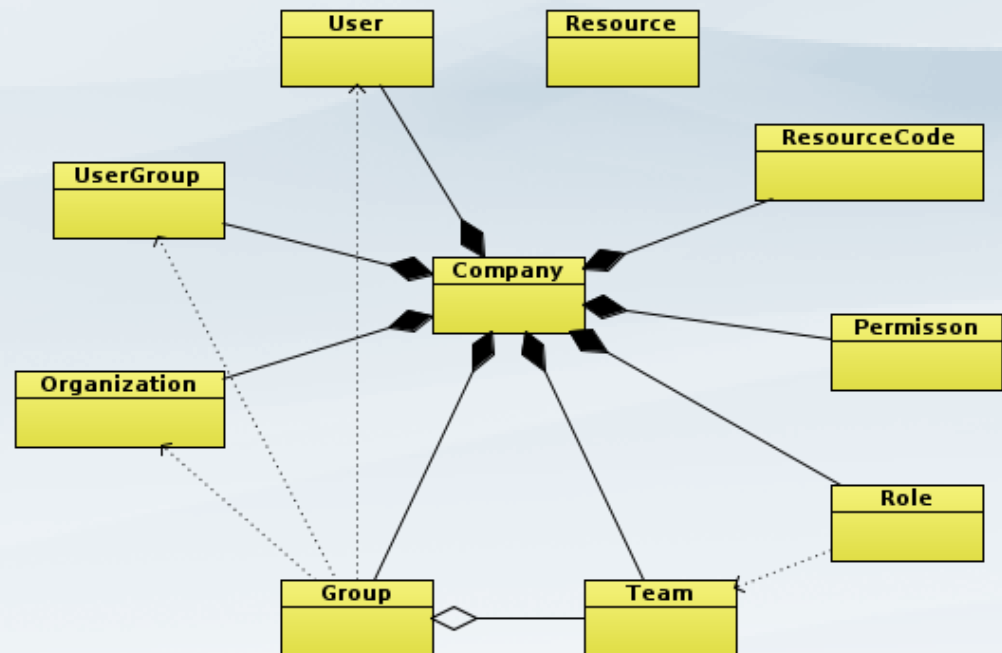 User
Resource
ResourceCode
UserGroup
Company
Permisson
Organization
Role
Group
Team